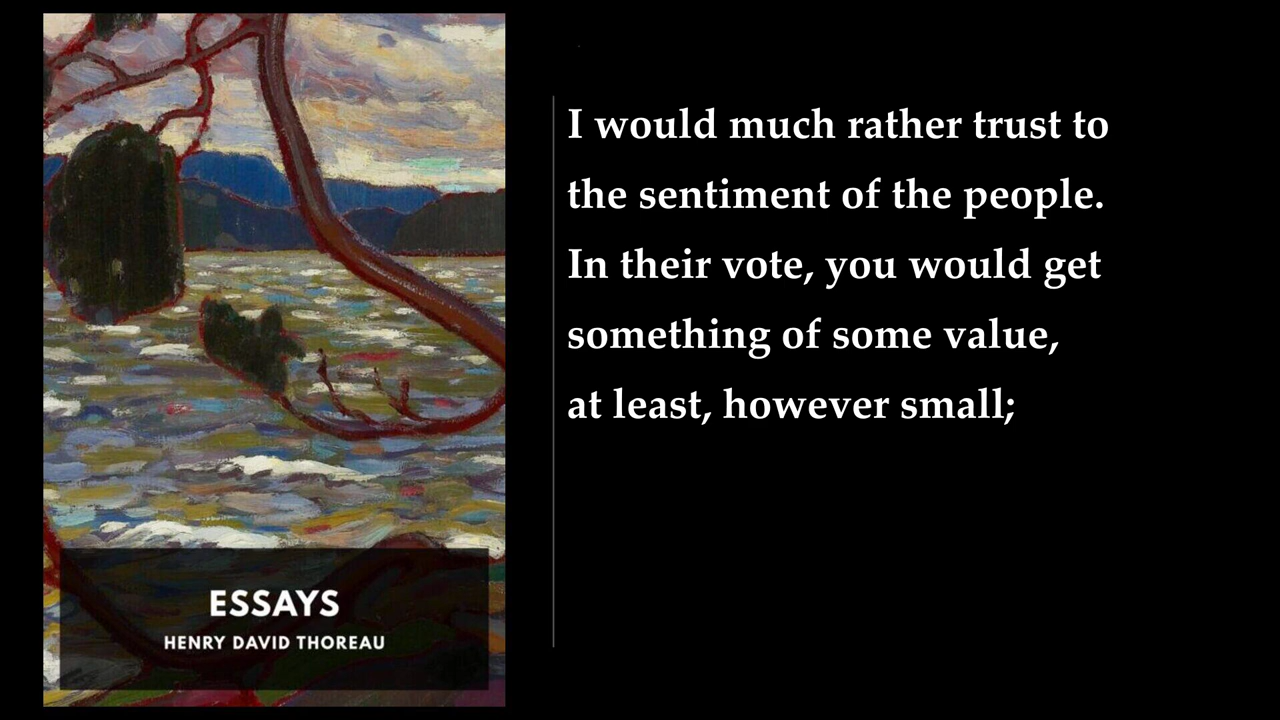 ESSAYS
HENRY DAVID THOREAU
I would much rather trust to
the sentiment of the people.
In their vote, you would get
something of some value,
at least, however small;